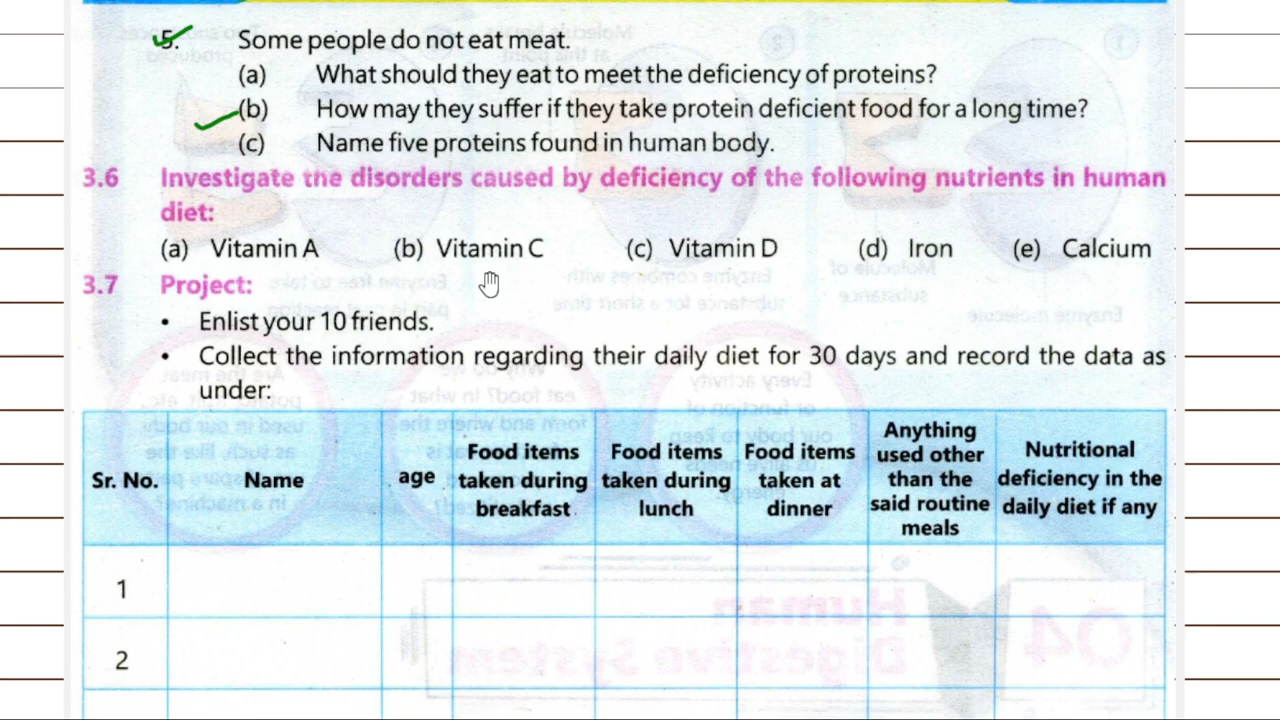 5. Some people do not eat meat.
(a) What should they eat to meet the deficiency of proteins?
(b) How may they suffer if they take protein deficient food for a long time?
(c) Name five proteins found in human body.
3.6 Investigate the disorders caused by deficiency of the following nutrients in human
diet:
(a) Vitamin A (b) Vitamin C (c) Vitamin D (d) Iron (e) Calcium
3.7 Project:
• Enlist your 10 friends.
• Collect the information regarding their daily diet for 30 days and record the data as
under:
Sr. No.
Name
age
Food items
taken during
breakfast
Food items
taken during
lunch
Food items
taken at
dinner
Anything
used other
than the
said routine
meals
Nutritional
deficiency in the
daily diet if any
1
2